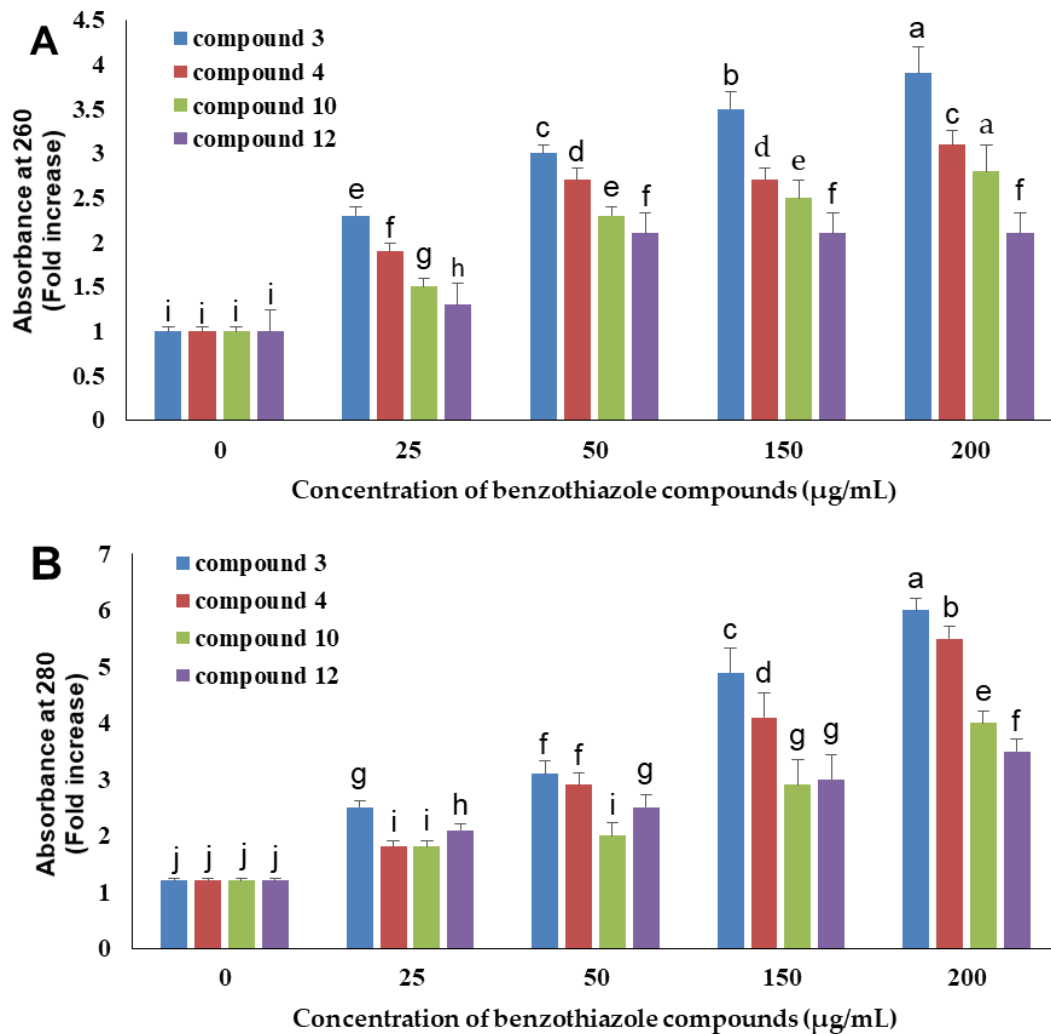 A
Absorbance at 260
(Fold increase)
4.5
4
3.5
3
2.5
2
1.5
1
0.5
0
compound 3
compound 4
compound 10
compound 12
i i i i
e f g h
c d e f
b d e f
a c a f
0 25 50 150 200
Concentration of benzothiazole compounds (µg/mL)
B
Absorbance at 280
(Fold increase)
7
6
5
4
3
2
1
0
compound 3
compound 4
compound 10
compound 12
j j j j
g i i h
f f i g
c d g g
a b e f
0 25 50 150 200
Concentration of benzothiazole compounds (µg/mL)